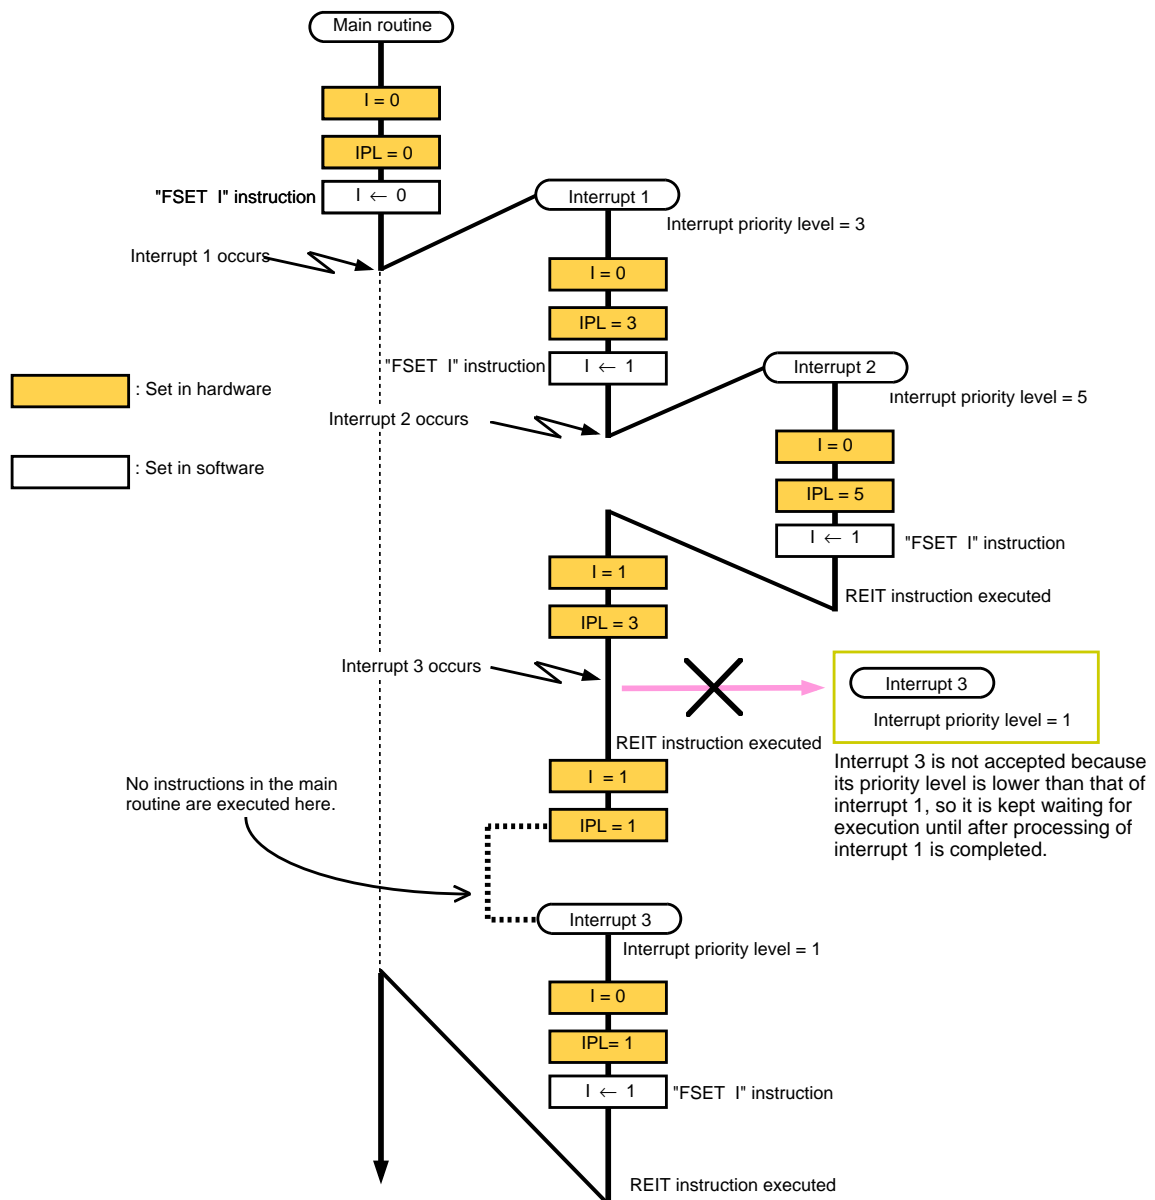 Main routine
I = 0
IPL = 0
"FSET I" instruction
I ← 0
Interrupt 1
Interrupt priority level = 3
Interrupt 1 occurs
I = 0
IPL = 3
"FSET I" instruction
I ← 1
Interrupt 2
Interrupt priority level = 5
: Set in hardware
Interrupt 2 occurs
I = 0
: Set in software
IPL = 5
I ← 1
"FSET I" instruction
I = 1
REIT instruction executed
IPL = 3
Interrupt 3 occurs
Interrupt 3
Interrupt priority level = 1
REIT instruction executed
Interrupt 3 is not accepted because
its priority level is lower than that of
interrupt 1, so it is kept waiting for
execution until after processing of
interrupt 1 is completed.
I = 1
No instructions in the main
routine are executed here.
IPL = 1
Interrupt 3
Interrupt priority level = 1
I = 0
IPL= 1
I ← 1
"FSET I" instruction
REIT instruction executed